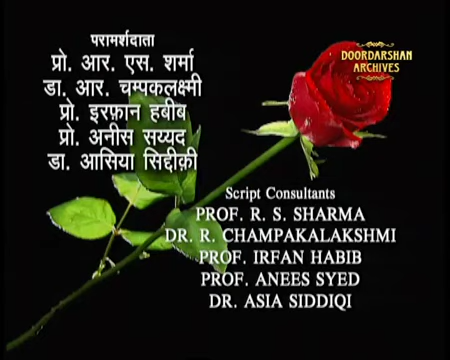 परामर्शदाता
प्रो. आर. एस. शर्मा
डा. आर. चम्पकलक्ष्मी
प्रो. इरफ़ान हबीब
प्रो. अनीस सय्यद
डा. आसिया सिद्दीक़ी
DOORDARSHAN
ARCHIVES
Script Consultants
PROF. R. S. SHARMA
DR. R. CHAMPAKALAKSHMI
PROF. IRFAN HABIB
PROF. ANEES SYED
DR. ASIA SIDDIQI